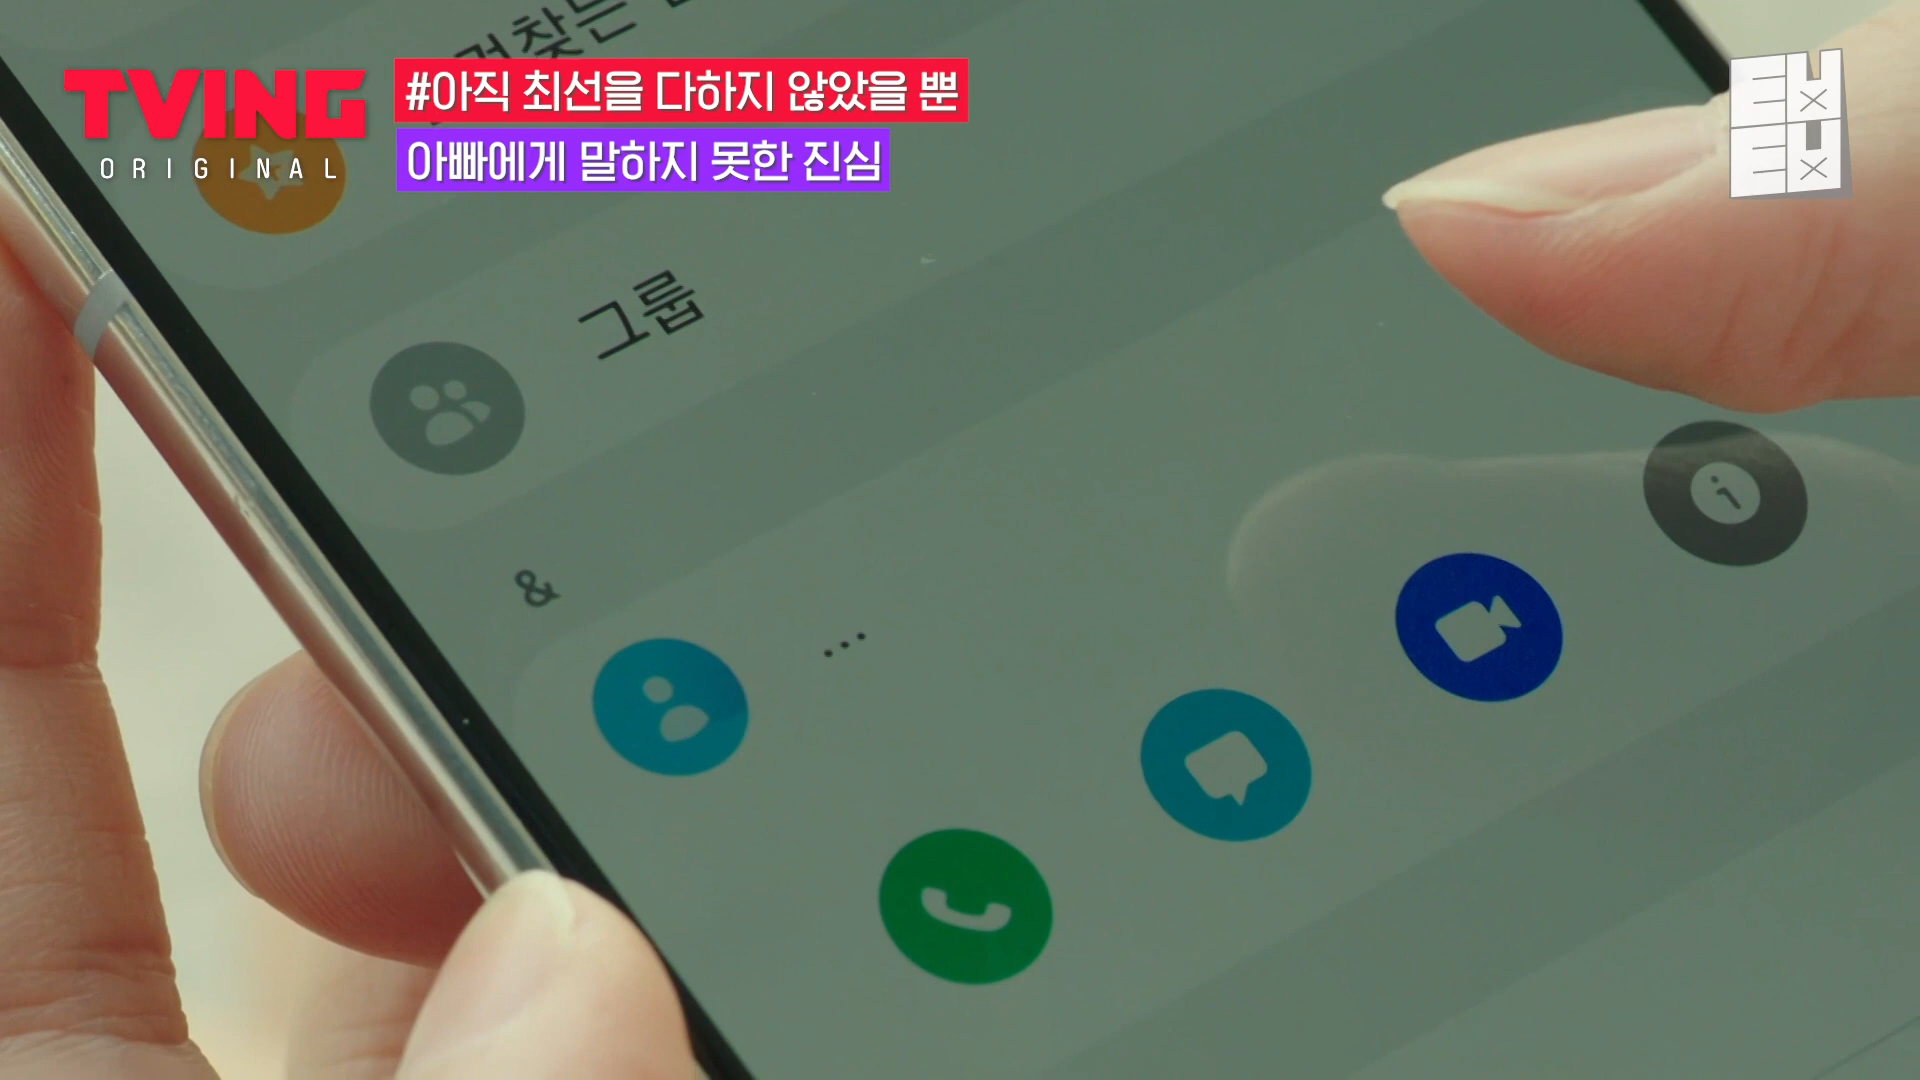 TVING
ORIGINAL
#아직 최선을 다하지 않았을 뿐
아빠에게 말하지 못한 진심
그룹
&
...